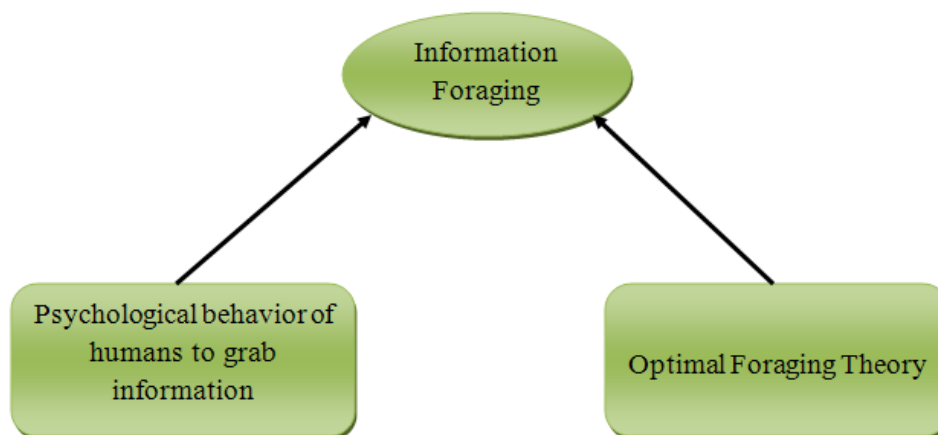 Information
Foraging
Psychological behavior of
humans to grab
information
Optimal Foraging Theory